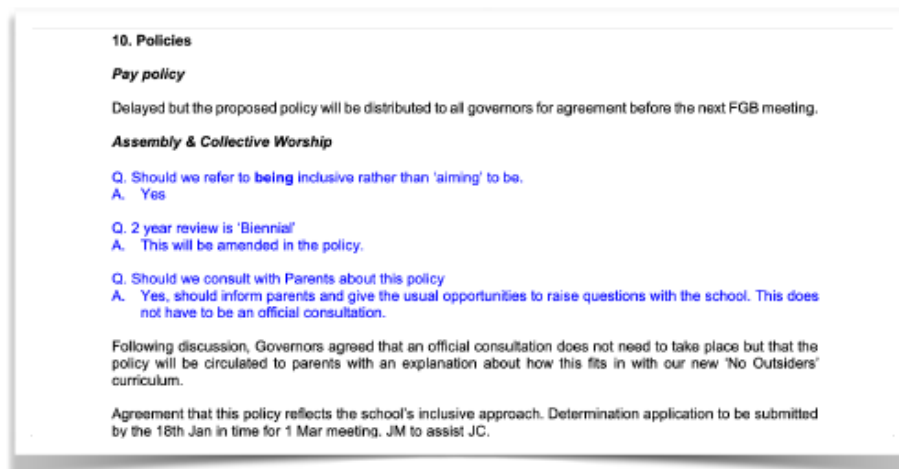 10. Policies
Pay policy
Delayed but the proposed policy will be distributed to all governors for agreement before the next FGB meeting.
Assembly & Collective Worship
Q. Should we refer to being inclusive rather than 'aiming' to be.
A. Yes
Q. 2 year review is 'Biennial'
A. This will be amended in the policy.
Q. Should we consult with Parents about this policy
A. Yes, should inform parents and give the usual opportunities to raise questions with the school. This does
not have to be an official consultation.
Following discussion, Governors agreed that an official consultation does not need to take place but that the
policy will be circulated to parents with an explanation about how this fits in with our new 'No Outsiders'
curriculum.
Agreement that this policy reflects the school's inclusive approach. Determination application to be submitted
by the 18th Jan in time for 1 Mar meeting. JM to assist JC.